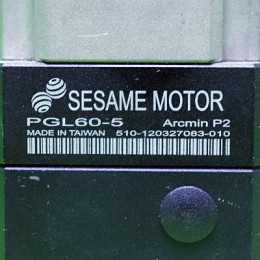 SESAME MOTOR
PGL60-5 Arcmin P2
MADE IN TAIWAN 510-120327083-010